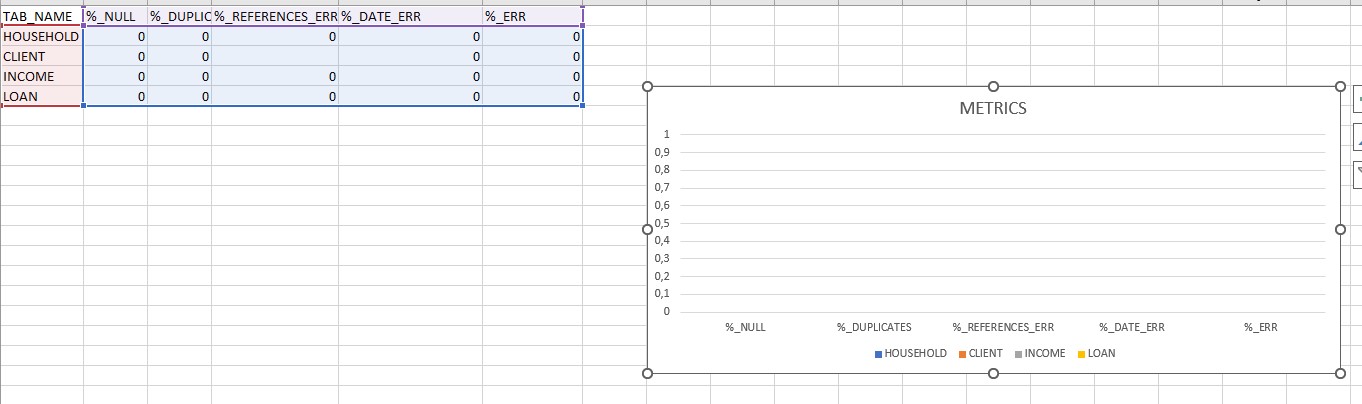 TAB_NAME %_NULL %_DUPLIC %_REFERENCES_ERR %_DATE_ERR %_ERR
HOUSEHOLD 0 0 0 0 0
CLIENT 0 0 0 0
INCOME 0 0 0 0 0
LOAN 0 0 0 0 0
METRICS
1
0,9
0,8
0,7
0,6
0,5
0,4
0,3
0,2
0,1
0
%_NULL %_DUPLICATES %_REFERENCES_ERR %_DATE_ERR %_ERR
HOUSEHOLD CLIENT INCOME LOAN